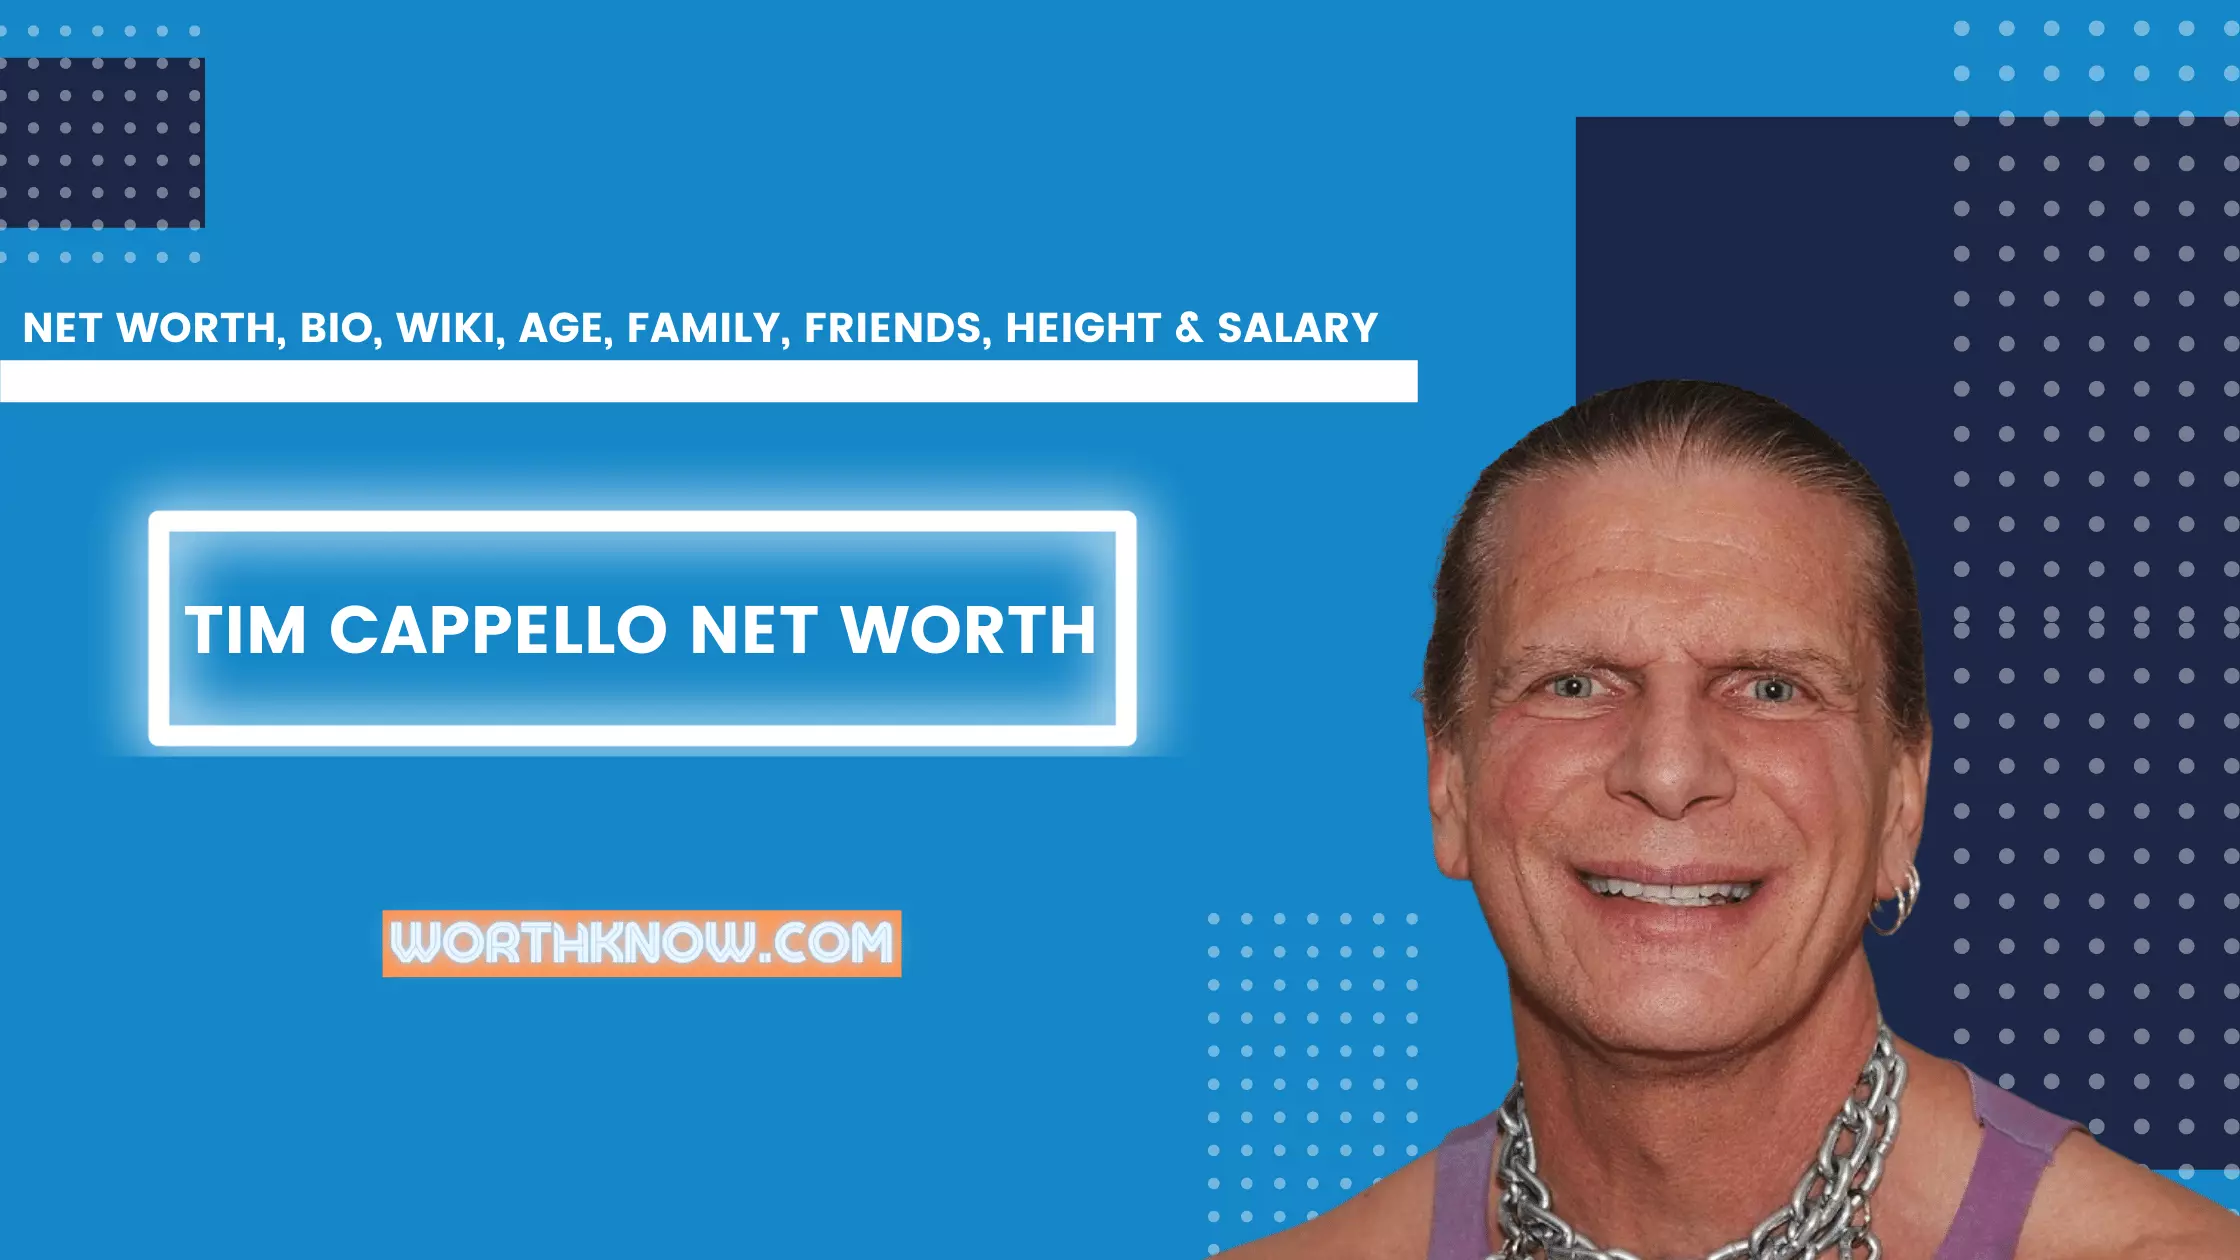 NET WORTH, BIO, WIKI, AGE, FAMILY, FRIENDS, HEIGHT & SALARY
TIM CAPPELLO NET WORTH
WORTHKNOW.COM